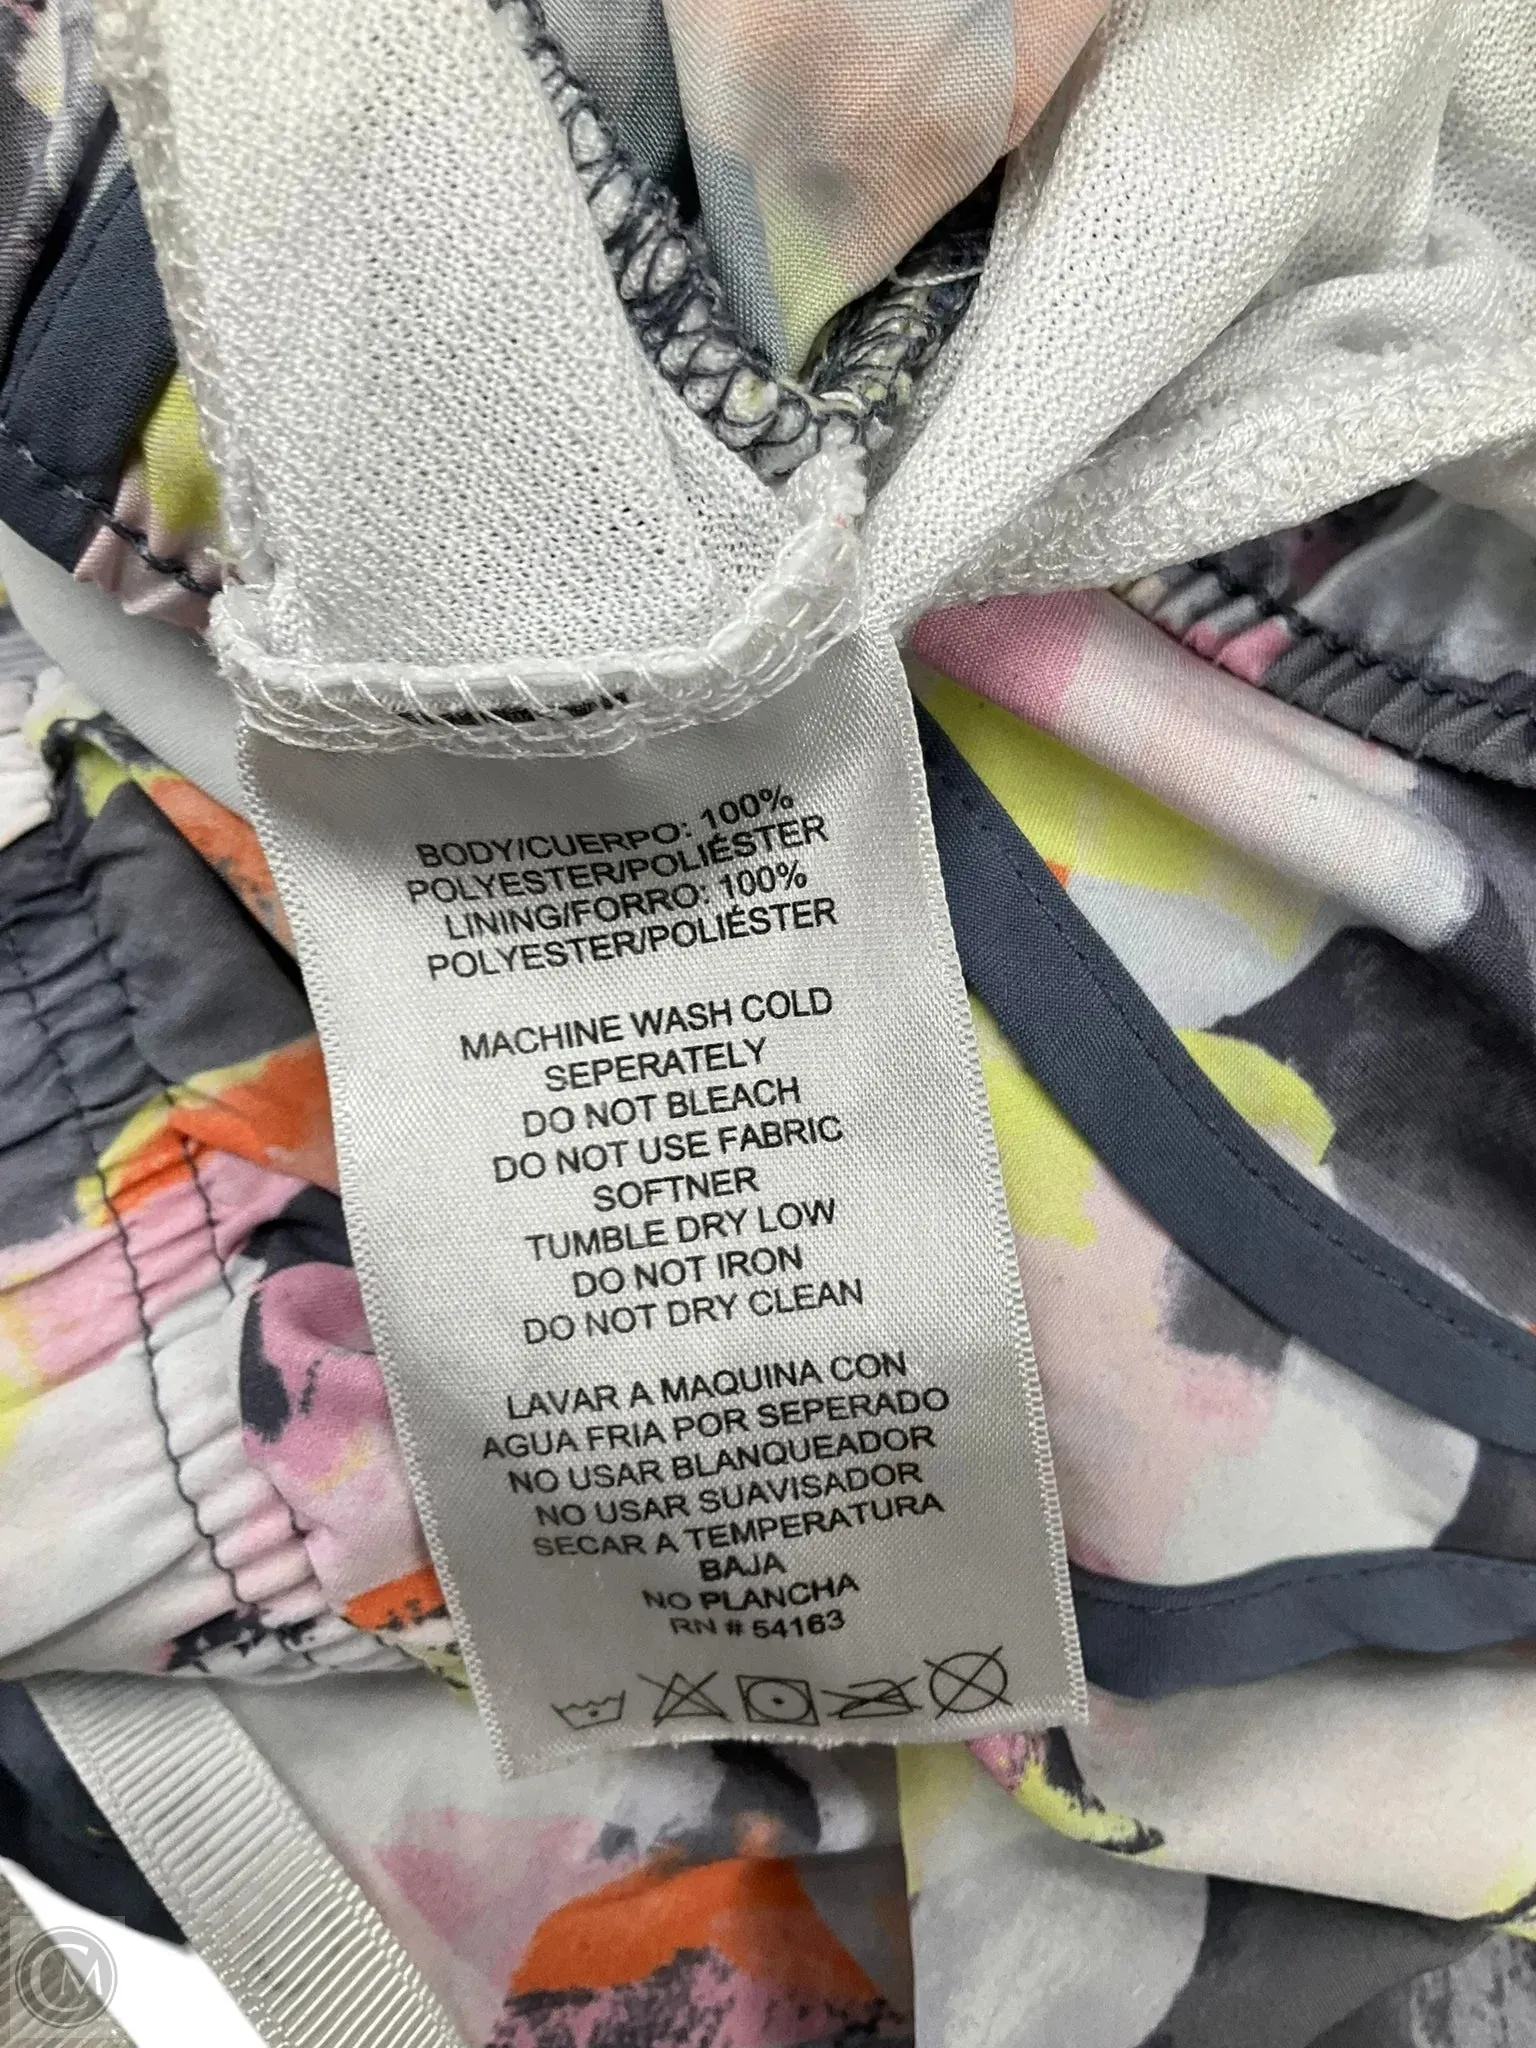 BODY/CUERPO: 100%
POLYESTER/POLIÉSTER
LINING/FORRO: 100%
POLYESTER/POLIÉSTER
MACHINE WASH COLD
SEPERATELY
DO NOT BLEACH
DO NOT USE FABRIC
SOFTNER
TUMBLE DRY LOW
DO NOT IRON
DO NOT DRY CLEAN
LAVAR A MAQUINA CON
AGUA FRIA POR SEPERADO
NO USAR BLANQUEADOR
NO USAR SUAVISADOR
SECAR A TEMPERATURA
BAJA
NO PLANCHA
RN # 54163
CM